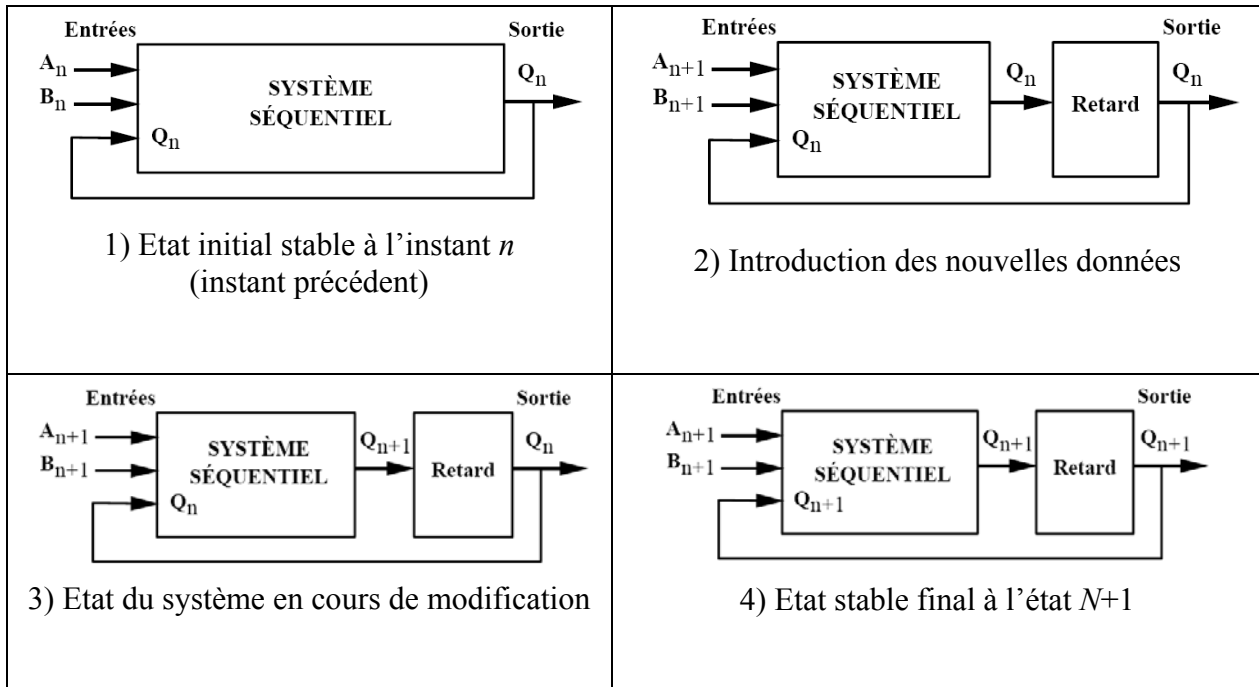 Entrées
Sortie
Aₙ
Bₙ
Qₙ
SYSTÈME
SÉQUENTIEL
Qₙ
1) Etat initial stable à l’instant n
(instant précédent)
Entrées
Sortie
Aₙ₊₁
Bₙ₊₁
Qₙ
SYSTÈME
SÉQUENTIEL
Qₙ
Retard
Qₙ
2) Introduction des nouvelles données
Entrées
Sortie
Aₙ₊₁
Bₙ₊₁
Qₙ
SYSTÈME
SÉQUENTIEL
Qₙ₊₁
Retard
Qₙ
3) Etat du système en cours de modification
Entrées
Sortie
Aₙ₊₁
Bₙ₊₁
Qₙ₊₁
SYSTÈME
SÉQUENTIEL
Qₙ₊₁
Retard
Qₙ₊₁
4) Etat stable final à l’état N+1